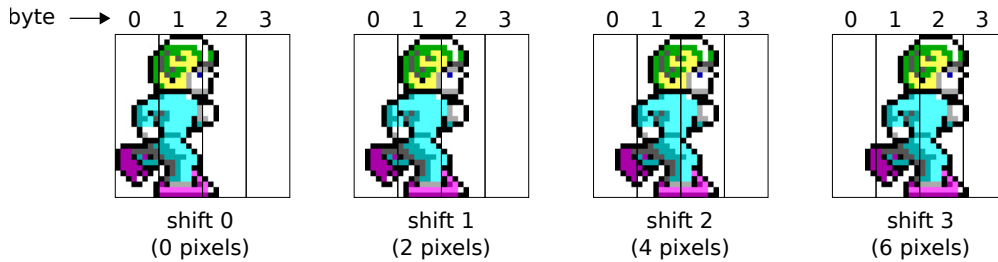 byte → 0 1 2 3 0 1 2 3 0 1 2 3 0 1 2 3
shift 0 shift 1 shift 2 shift 3
(0 pixels) (2 pixels) (4 pixels) (6 pixels)